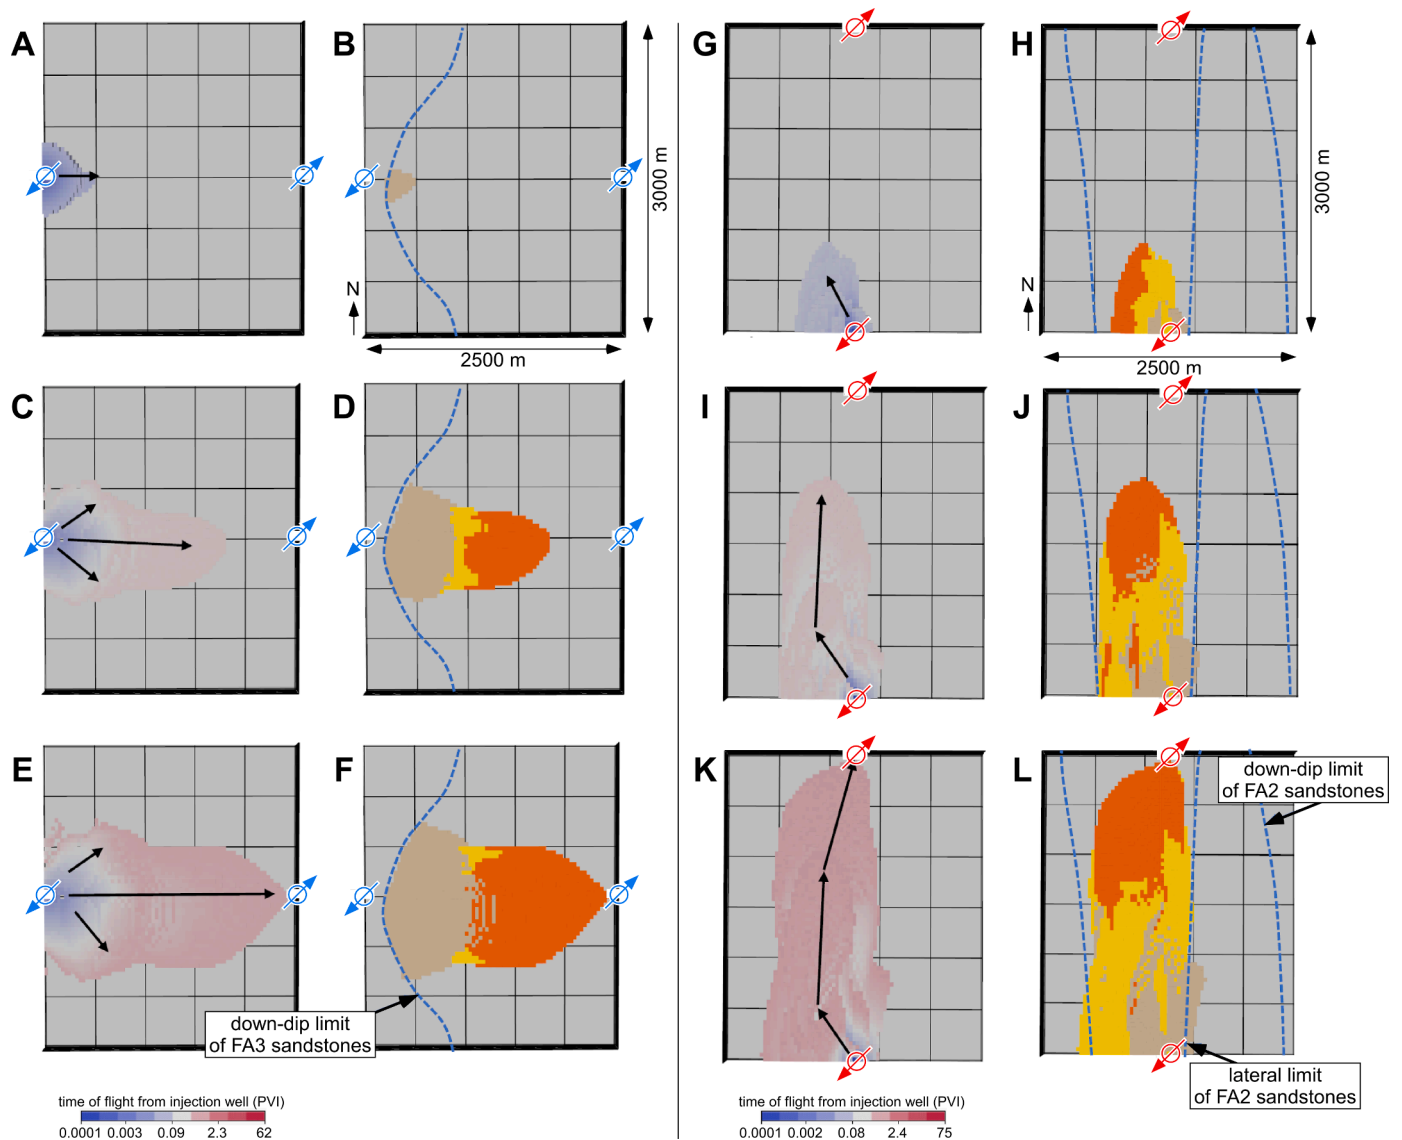 A
B
G
H
3000 m
3000 m
N
N
2500 m
2500 m
C
D
I
J
E
F
K
L
down-dip limit
of FA2 sandstones
down-dip limit
of FA3 sandstones
lateral limit
of FA2 sandstones
time of flight from injection well (PVI)
0.0001 0.003 0.09 2.3 62
time of flight from injection well (PVI)
0.0001 0.002 0.08 2.4 75